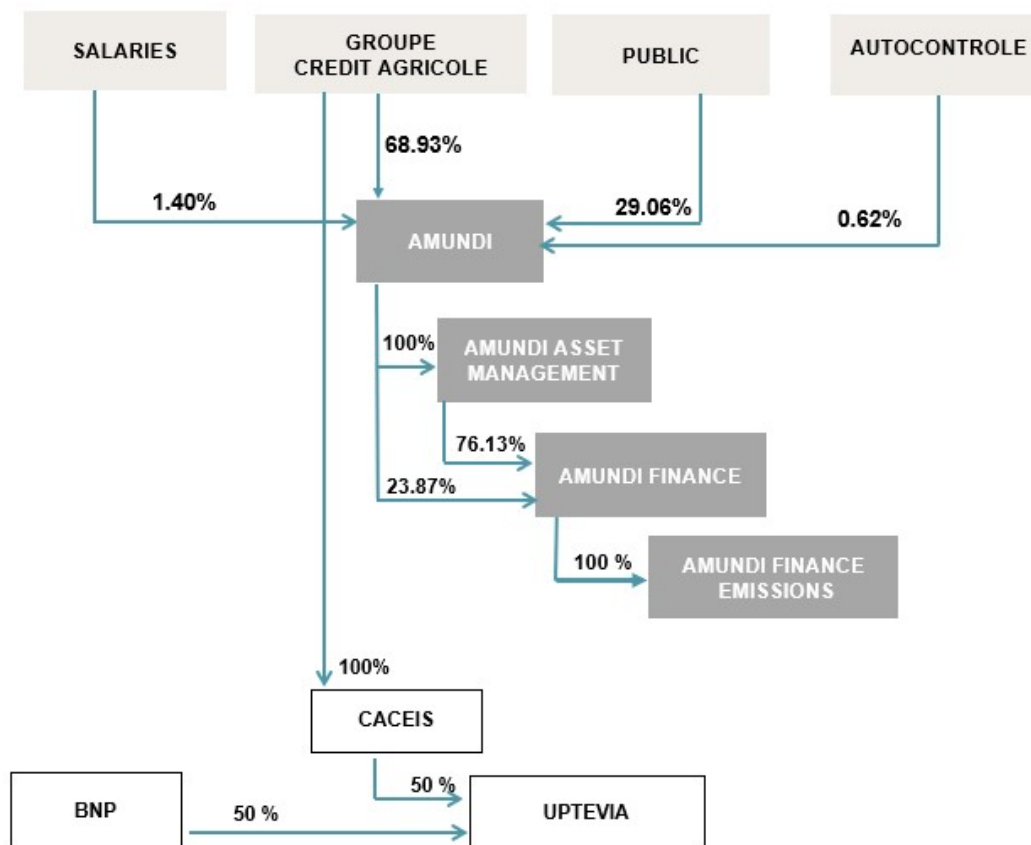 SALARIES
GROUPE
CREDIT AGRICOLE
PUBLIC
AUTOCONTROLE
68.93%
1.40%
29.06%
0.62%
AMUNDI
100%
AMUNDI ASSET
MANAGEMENT
76.13%
23.87%
AMUNDI FINANCE
100 %
AMUNDI FINANCE
EMISSIONS
100%
CACEIS
50 %
BNP
50 %
UPTEVIA